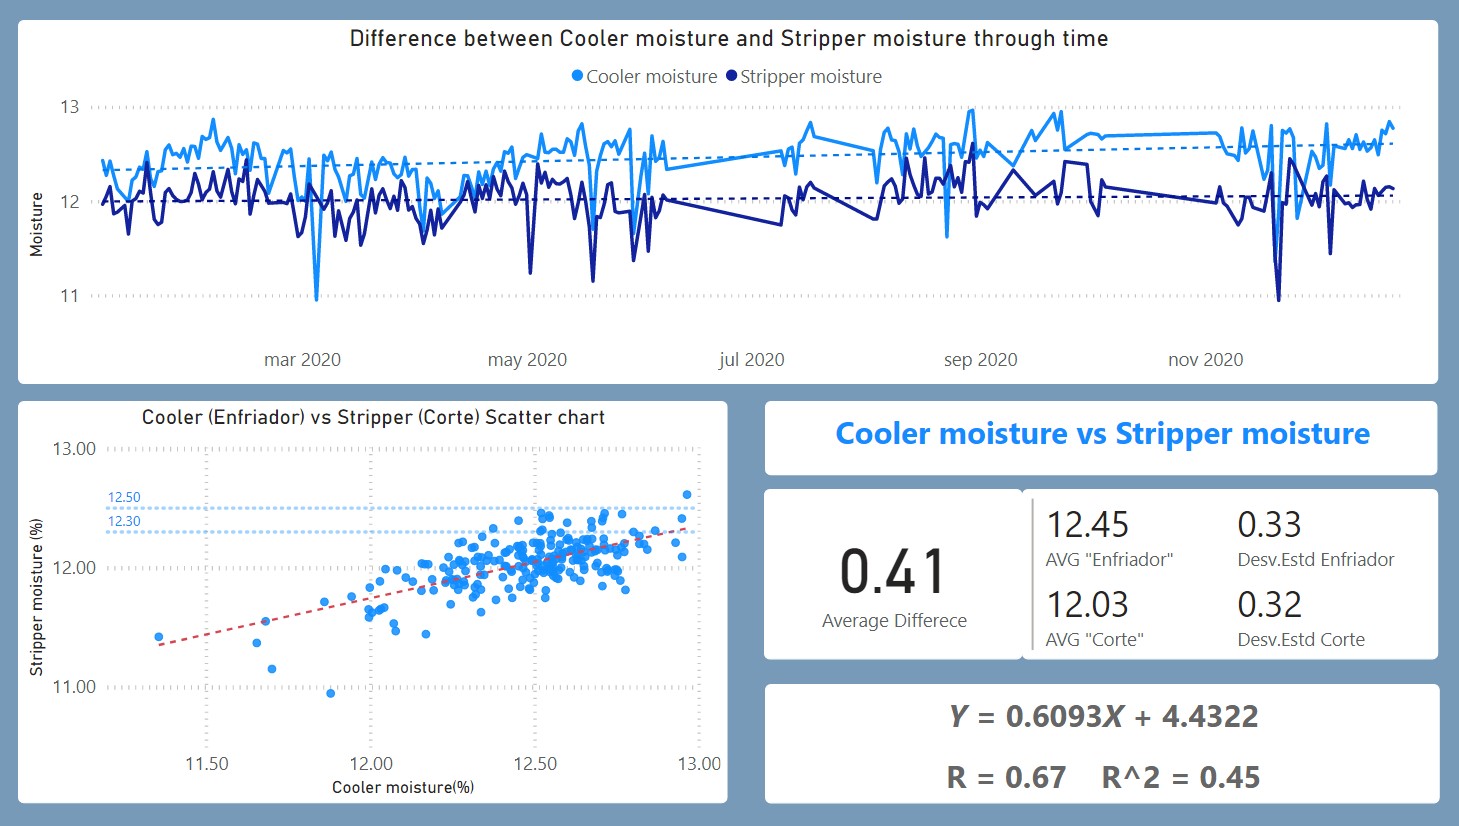 Difference between Cooler moisture and Stripper moisture through time
Cooler moisture Stripper moisture
Moisture
13
12
11
mar 2020 may 2020 jul 2020 sep 2020 nov 2020
Cooler (Enfriador) vs Stripper (Corte) Scatter chart
Stripper moisture (%)
13.00
12.50
12.30
12.00
11.00
11.50 12.00 12.50 13.00
Cooler moisture(%)
Cooler moisture vs Stripper moisture
0.41
Average Differece
12.45
AVG "Enfriador"
0.33
Desv.Estd Enfriador
12.03
AVG "Corte"
0.32
Desv.Estd Corte
Y = 0.6093X + 4.4322
R = 0.67 R^2 = 0.45